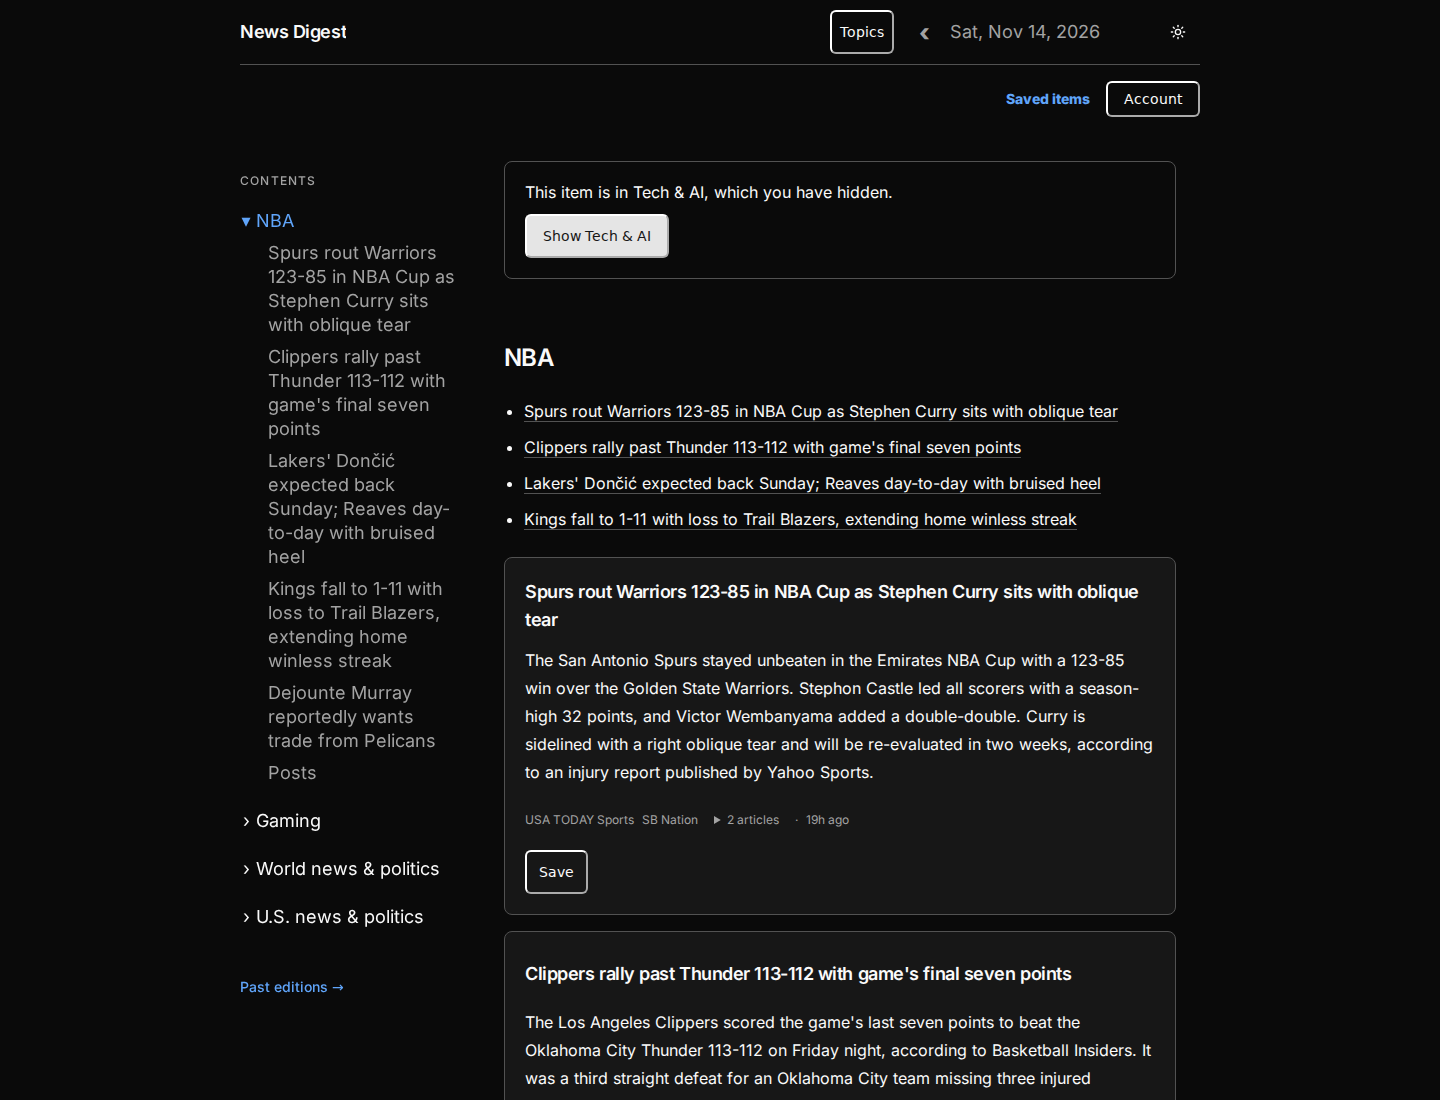 News Digest
Topics
‹ Sat, Nov 14, 2026
Saved items
Account
CONTENTS
▾ NBA
Spurs rout Warriors
123-85 in NBA Cup as
Stephen Curry sits
with oblique tear
Clippers rally past
Thunder 113-112 with
game's final seven
points
Lakers' Dončić
expected back
Sunday; Reaves day-
to-day with bruised
heel
Kings fall to 1-11 with
loss to Trail Blazers,
extending home
winless streak
Dejounte Murray
reportedly wants
trade from Pelicans
Posts
› Gaming
› World news & politics
› U.S. news & politics
Past editions →
This item is in Tech & AI, which you have hidden.
Show Tech & AI
NBA
• Spurs rout Warriors 123-85 in NBA Cup as Stephen Curry sits with oblique tear
• Clippers rally past Thunder 113-112 with game's final seven points
• Lakers' Dončić expected back Sunday; Reaves day-to-day with bruised heel
• Kings fall to 1-11 with loss to Trail Blazers, extending home winless streak
Spurs rout Warriors 123-85 in NBA Cup as Stephen Curry sits with oblique
tear
The San Antonio Spurs stayed unbeaten in the Emirates NBA Cup with a 123-85
win over the Golden State Warriors. Stephon Castle led all scorers with a season-
high 32 points, and Victor Wembanyama added a double-double. Curry is
sidelined with a right oblique tear and will be re-evaluated in two weeks, according
to an injury report published by Yahoo Sports.
USA TODAY Sports SB Nation ▶ 2 articles · 19h ago
Save
Clippers rally past Thunder 113-112 with game's final seven points
The Los Angeles Clippers scored the game's last seven points to beat the
Oklahoma City Thunder 113-112 on Friday night, according to Basketball Insiders. It
was a third straight defeat for an Oklahoma City team missing three injured